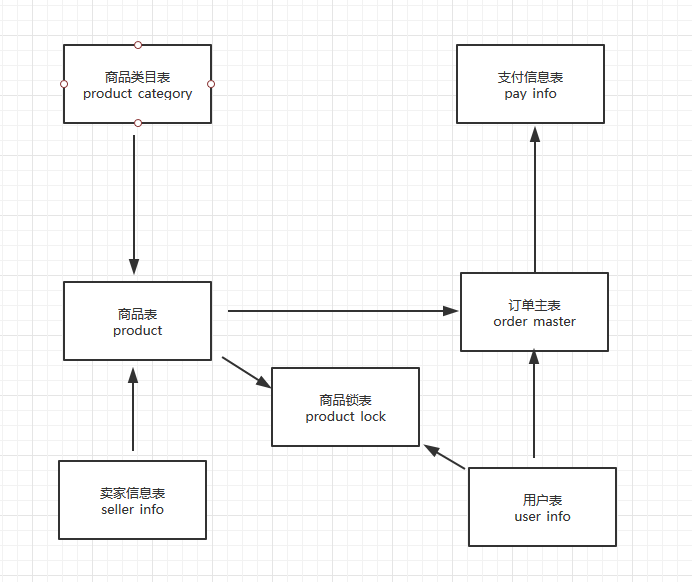 商品类目表
product category
支付信息表
pay info
商品表
product
订单主表
order master
商品锁表
product lock
卖家信息表
seller info
用户表
user info